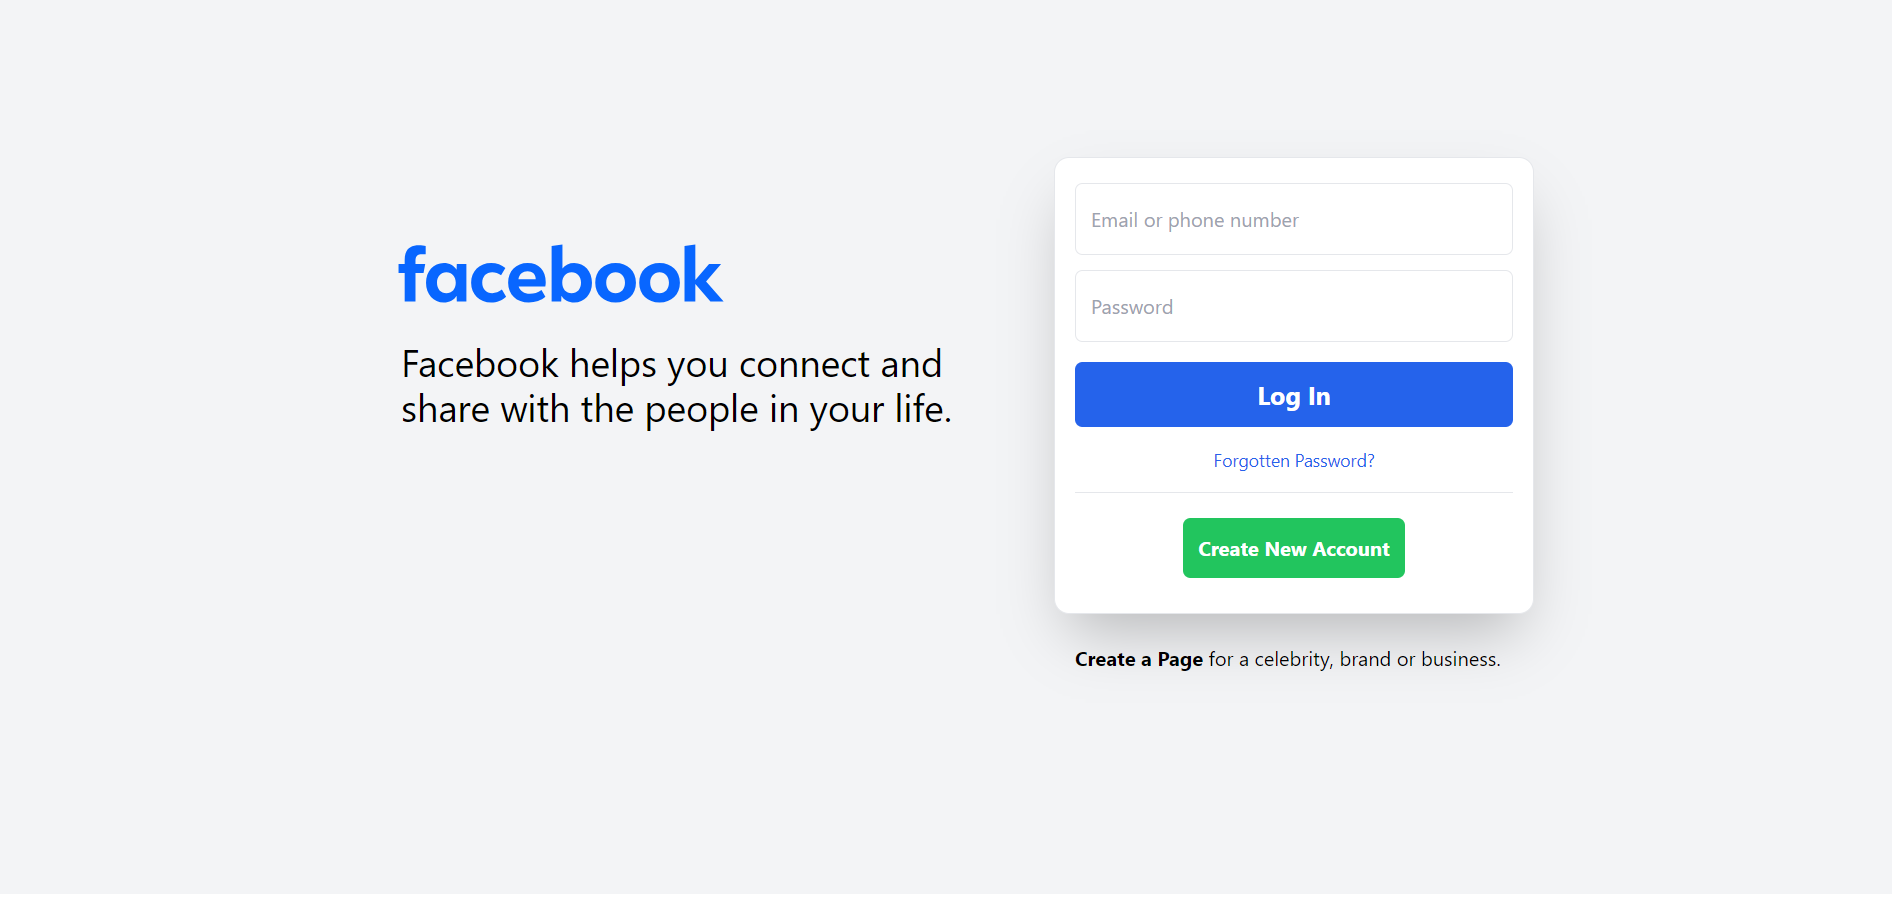 facebook
Facebook helps you connect and
share with the people in your life.
Email or phone number
Password
Log In
Forgotten Password?
Create New Account
Create a Page for a celebrity, brand or business.